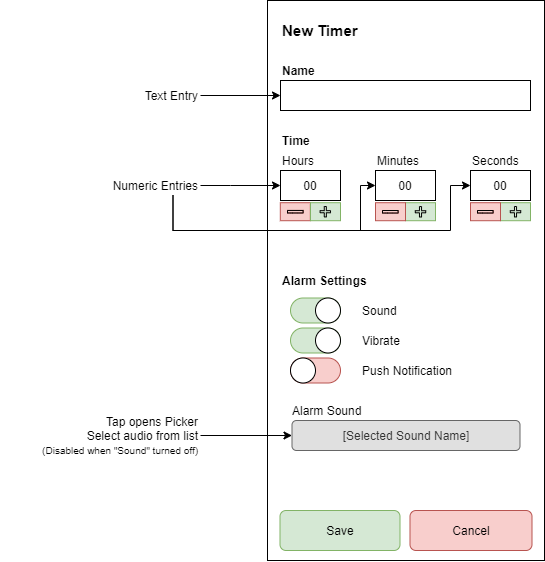 New Timer
Name
Text Entry
Time
Hours Minutes Seconds
Numeric Entries 00 00 00
Alarm Settings
Sound
Vibrate
Push Notification
Alarm Sound
Tap opens Picker
Select audio from list
(Disabled when "Sound" turned off)
[Selected Sound Name]
Save Cancel